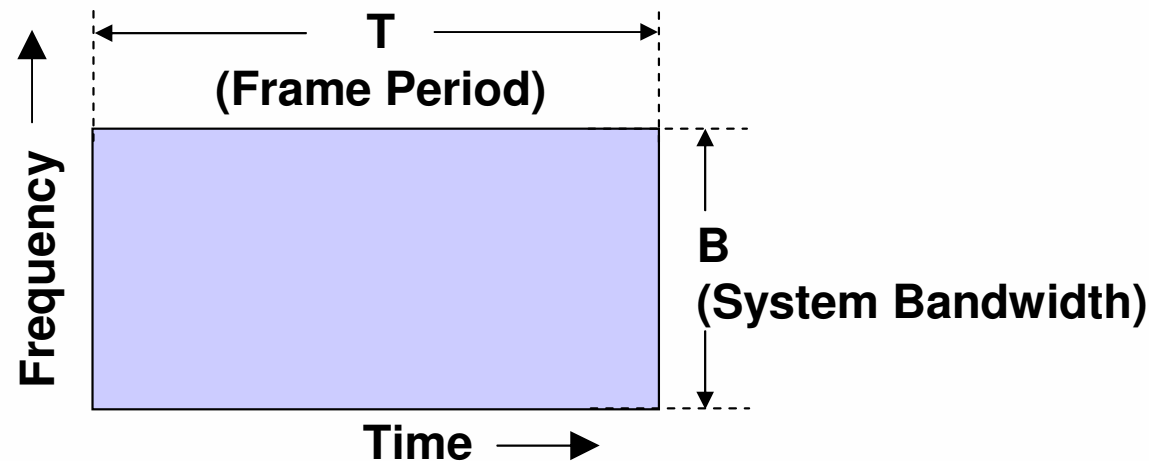 T
(Frame Period)
Frequency
B
(System Bandwidth)
Time